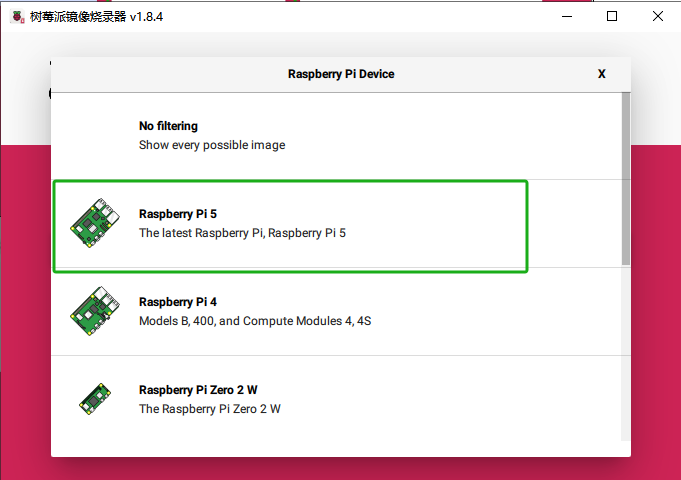 树莓派镜像烧录器 v1.8.4
Raspberry Pi Device
X
No filtering
Show every possible image
Raspberry Pi 5
The latest Raspberry Pi, Raspberry Pi 5
Raspberry Pi 4
Models B, 400, and Compute Modules 4, 4S
Raspberry Pi Zero 2 W
The Raspberry Pi Zero 2 W